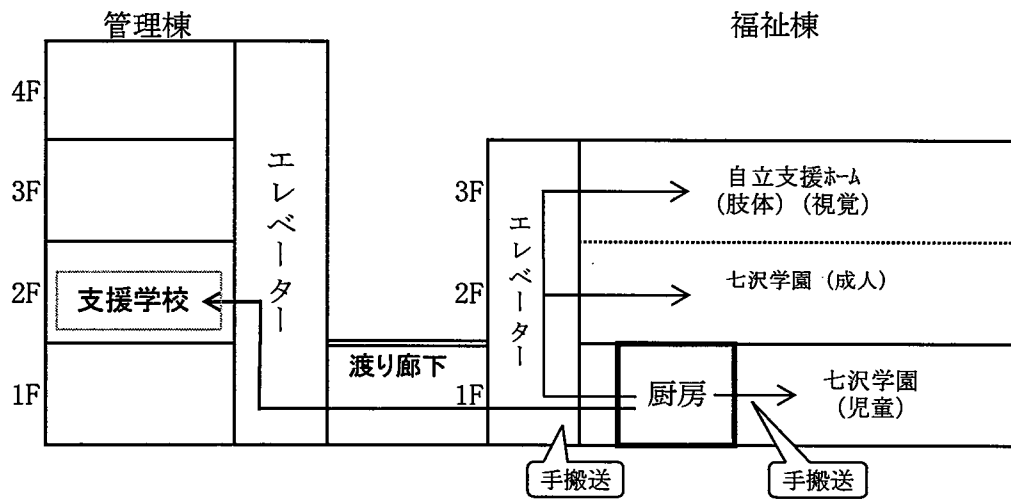 管理棟
福祉棟
4F
3F
2F
1F
支援学校
エレベーター
渡り廊下
3F
2F
1F
エレベーター
自立支援ホーム
(肢体)(視覚)
七沢学園(成人)
厨房
七沢学園
(児童)
手搬送
手搬送